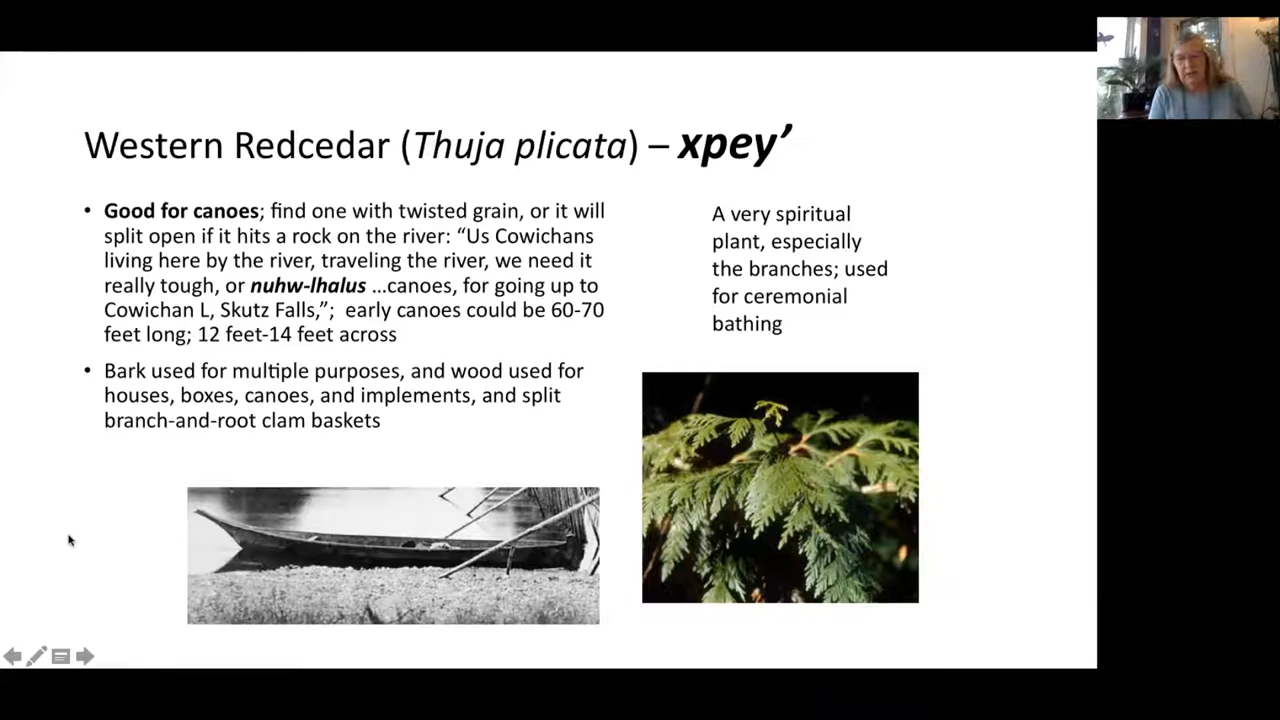 Western Redcedar (Thuja plicata) – xpey’
• Good for canoes; find one with twisted grain, or it will
split open if it hits a rock on the river: “Us Cowichans
living here by the river, traveling the river, we need it
really tough, or nuhw-lhalus …canoes, for going up to
Cowichan L, Skutz Falls,”;  early canoes could be 60-70
feet long; 12 feet-14 feet across
• Bark used for multiple purposes, and wood used for
houses, boxes, canoes, and implements, and split
branch-and-root clam baskets
A very spiritual
plant, especially
the branches; used
for ceremonial
bathing